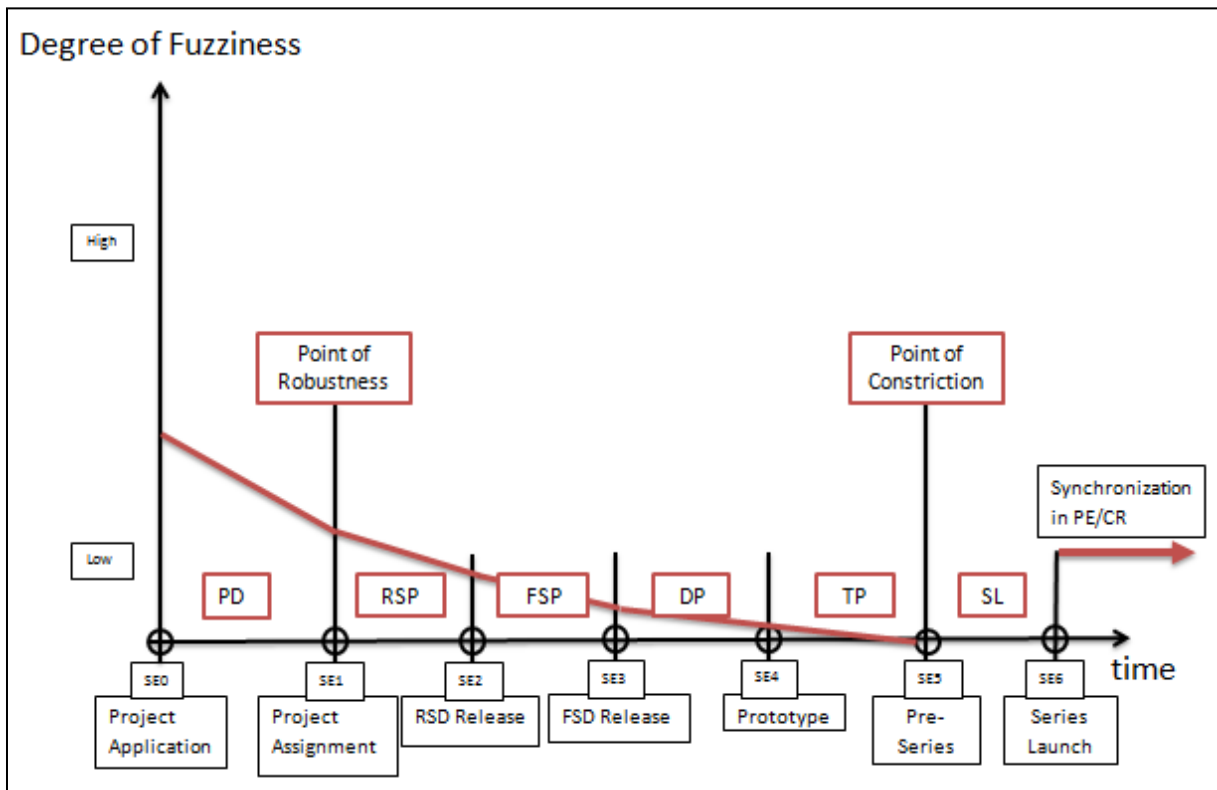 Degree of Fuzziness
High
Point of
Robustness
Point of
Constriction
Synchronization
in PE/CR
Low
PD
RSP
FSP
DP
TP
SL
time
SE0
SE1
SE2
SE3
SE4
SE5
SE6
Project
Application
Project
Assignment
RSD Release
FSD Release
Prototype
Pre-
Series
Series
Launch